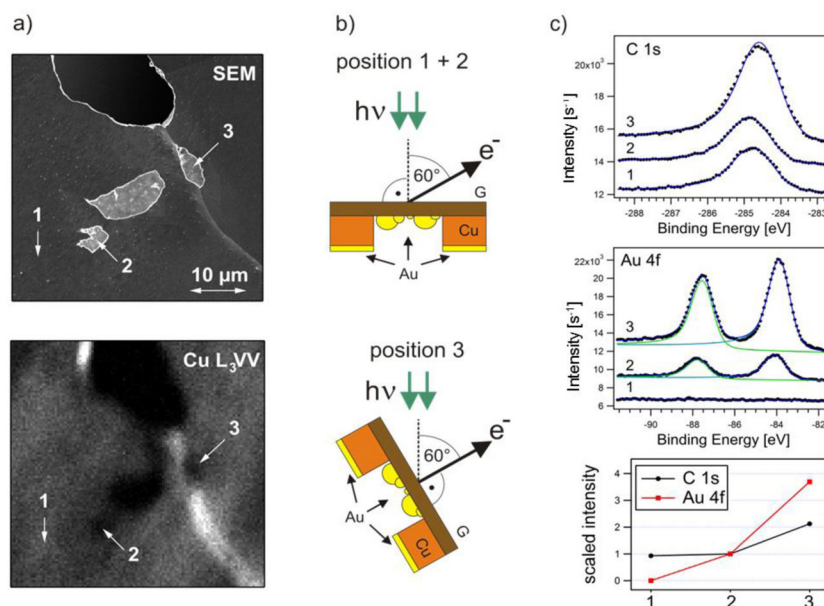 a)
SEM
3
1
2
10 µm
Cu L₃VV
3
1
2
b)
position 1 + 2
hν
e⁻
60°
G
Cu
Au
position 3
hν
e⁻
60°
Au
Cu
G
c)
C 1s
20x10³
18
16
14
12
3
2
1
Intensity [s⁻¹]
-288 -287 -286 -285 -284 -283
Binding Energy [eV]
Au 4f
22x10³
20
18
16
14
12
10
8
6
3
2
1
Intensity [s⁻¹]
-90 -88 -86 -84 -82
Binding Energy [eV]
C 1s
Au 4f
4
3
2
1
0
scaled intensity
1 2 3